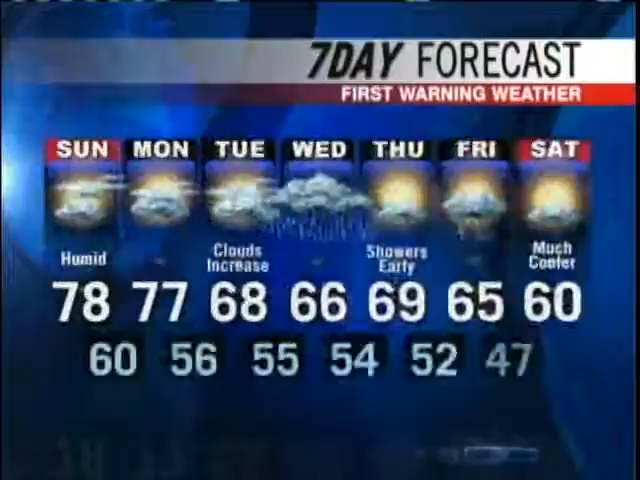 7DAY FORECAST
FIRST WARNING WEATHER
SUN MON TUE WED THU FRI SAT
Humid Clouds Increase Showers Early Much Cooler
78 77 68 66 69 65 60
60 56 55 54 52 47